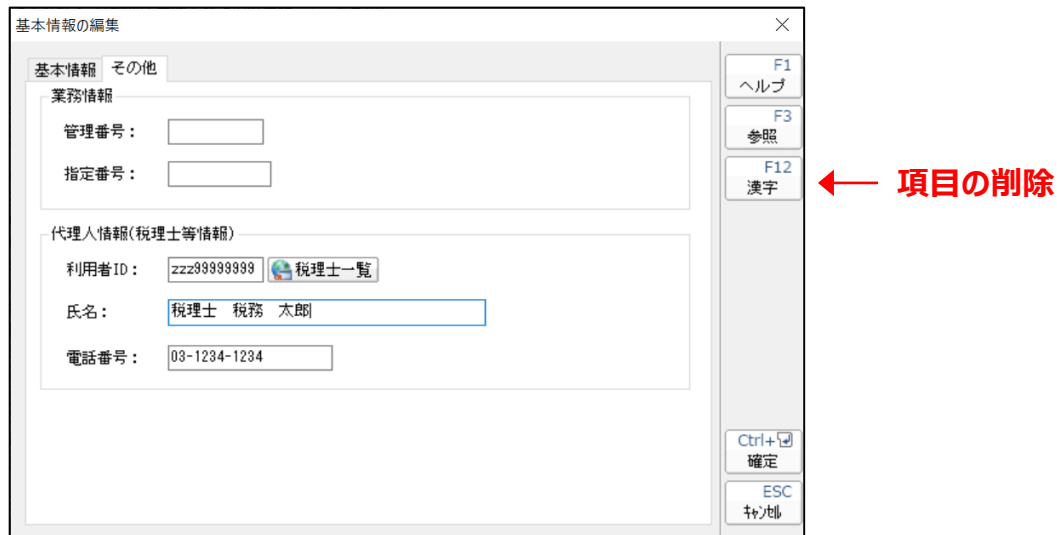 基本情報の編集
基本情報 その他
業務情報
管理番号：
指定番号：
代理人情報(税理士等情報)
利用者ID： zzz99999999 税理士一覧
氏名： 税理士　税務　太郎
電話番号： 03-1234-1234
F1
ヘルプ
F3
参照
F12
漢字
項目の削除
Ctrl+
確定
ESC
ｷｬﾝｾﾙ